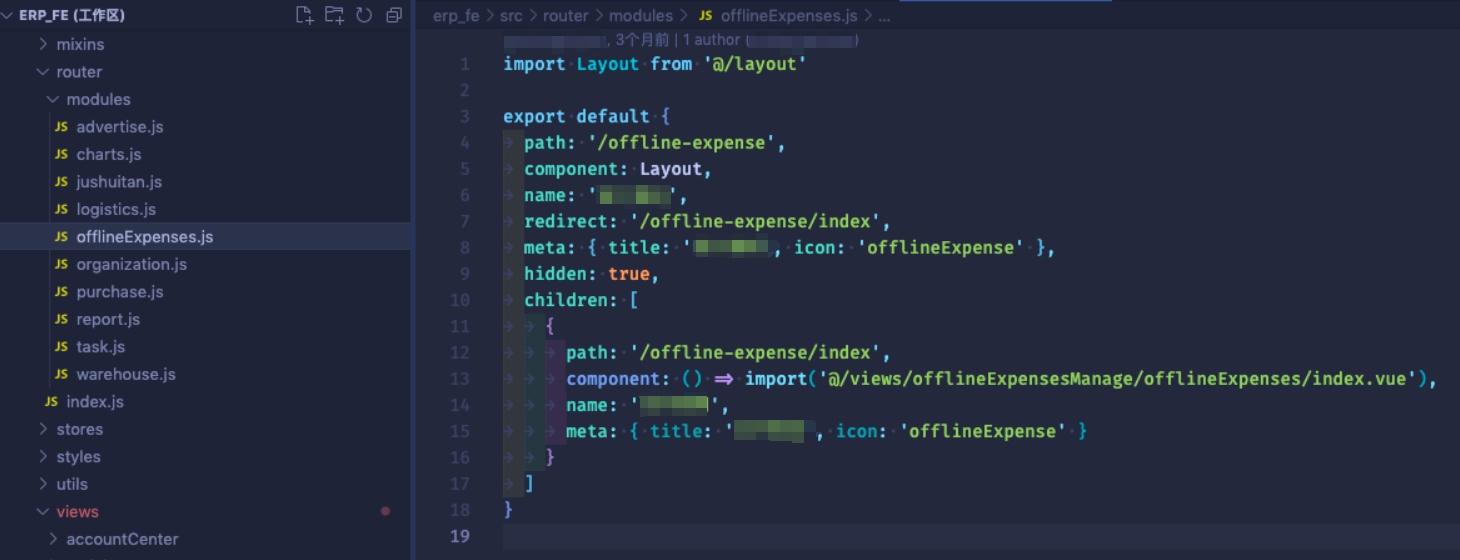 ERP_FE (工作区)
mixins
router
modules
JS advertise.js
JS charts.js
JS jushuitan.js
JS logistics.js
JS offlineExpenses.js
JS organization.js
JS purchase.js
JS report.js
JS task.js
JS warehouse.js
JS index.js
stores
styles
utils
views
accountCenter
erp_fe > src > router > modules > JS offlineExpenses.js > ...
, 3个月前 | 1 author ( )
1 import Layout from '@/layout'
2
3 export default {
4 path: '/offline-expense',
5 component: Layout,
6 name: ' ',
7 redirect: '/offline-expense/index',
8 meta: { title: ' , icon: 'offlineExpense' },
9 hidden: true,
10 children: [
11 {
12 path: '/offline-expense/index',
13 component: () => import('@/views/offlineExpensesManage/offlineExpenses/index.vue'),
14 name: ' ',
15 meta: { title: ' , icon: 'offlineExpense' }
16 }
17 ]
18 }
19